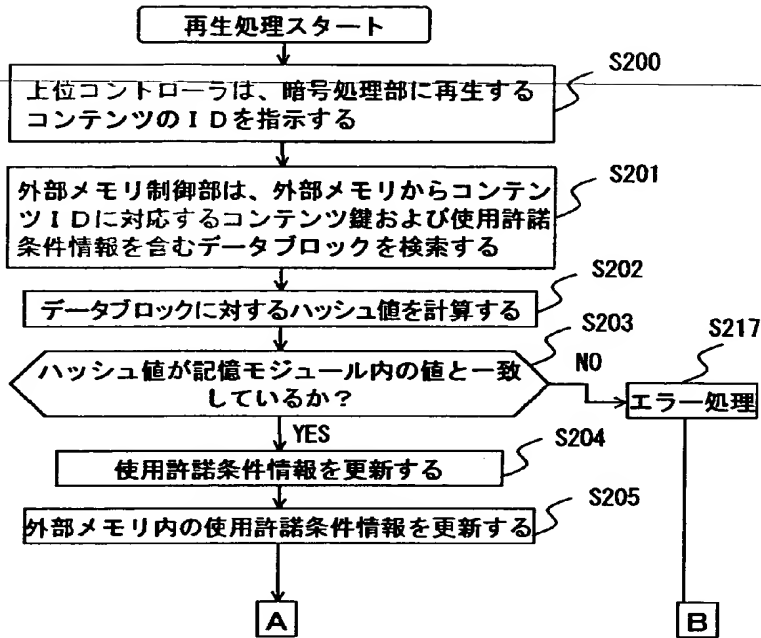 再生処理スタート
S200
上位コントローラは、暗号処理部に再生する
コンテンツのＩＤを指示する
S201
外部メモリ制御部は、外部メモリからコンテン
ツＩＤに対応するコンテンツ鍵および使用許諾
条件情報を含むデータブロックを検索する
S202
データブロックに対するハッシュ値を計算する
S203
ハッシュ値が記憶モジュール内の値と一致
しているか？
NO
S217
エラー処理
YES
S204
使用許諾条件情報を更新する
S205
外部メモリ内の使用許諾条件情報を更新する
A
B